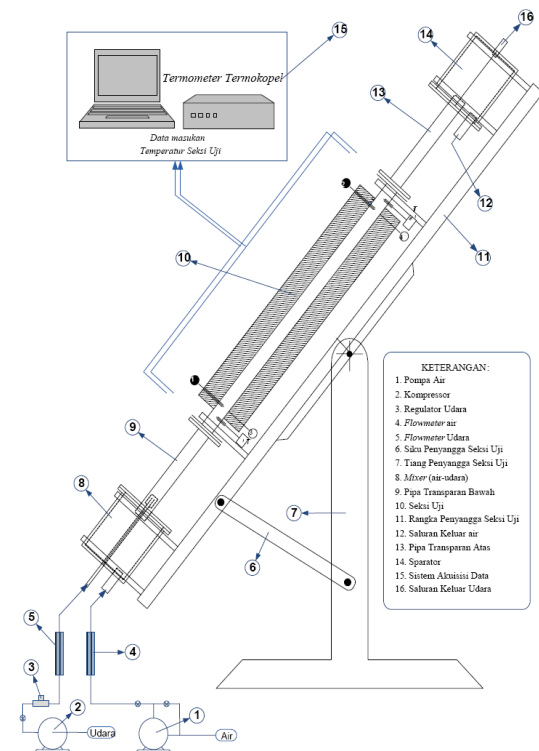 16
15
14
Termometer Termokopel
13
Data masukan
Temperatur Seksi Uji
12
10
11
KETERANGAN:
1. Pompa Air
2. Kompressor
3. Regulator Udara
4. Flowmeter air
5. Flowmeter Udara
6. Siku Penyangga Seksi Uji
7. Tiang Penyangga Seksi Uji
8. Mixer (air-udara)
9. Pipa Transparan Bawah
10. Seksi Uji
11. Rangka Penyangga Seksi Uji
12. Saluran Keluar air
13. Pipa Transparan Atas
14. Sparator
15. Sistem Akuisisi Data
16. Saluran Keluar Udara
9
8
7
6
5
4
3
2
1
Udara
Air